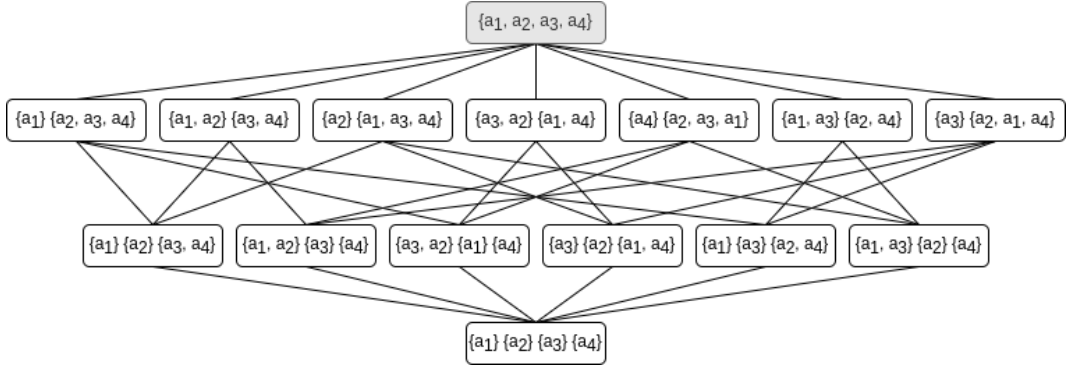 {a1, a2, a3, a4}
{a1} {a2, a3, a4}
{a1, a2} {a3, a4}
{a2} {a1, a3, a4}
{a3, a2} {a1, a4}
{a4} {a2, a3, a1}
{a1, a3} {a2, a4}
{a3} {a2, a1, a4}
{a1} {a2} {a3, a4}
{a1, a2} {a3} {a4}
{a3, a2} {a1} {a4}
{a3} {a2} {a1, a4}
{a1} {a3} {a2, a4}
{a1, a3} {a2} {a4}
{a1} {a2} {a3} {a4}